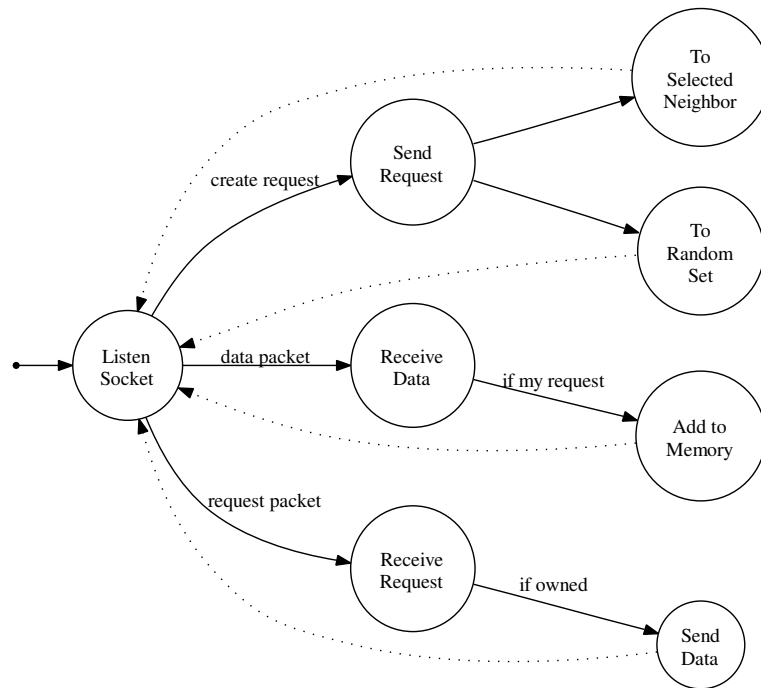 To
Selected
Neighbor
Send
Request
create request
To
Random
Set
Listen
Socket
data packet
Receive
Data
if my request
Add to
Memory
request packet
Receive
Request
if owned
Send
Data